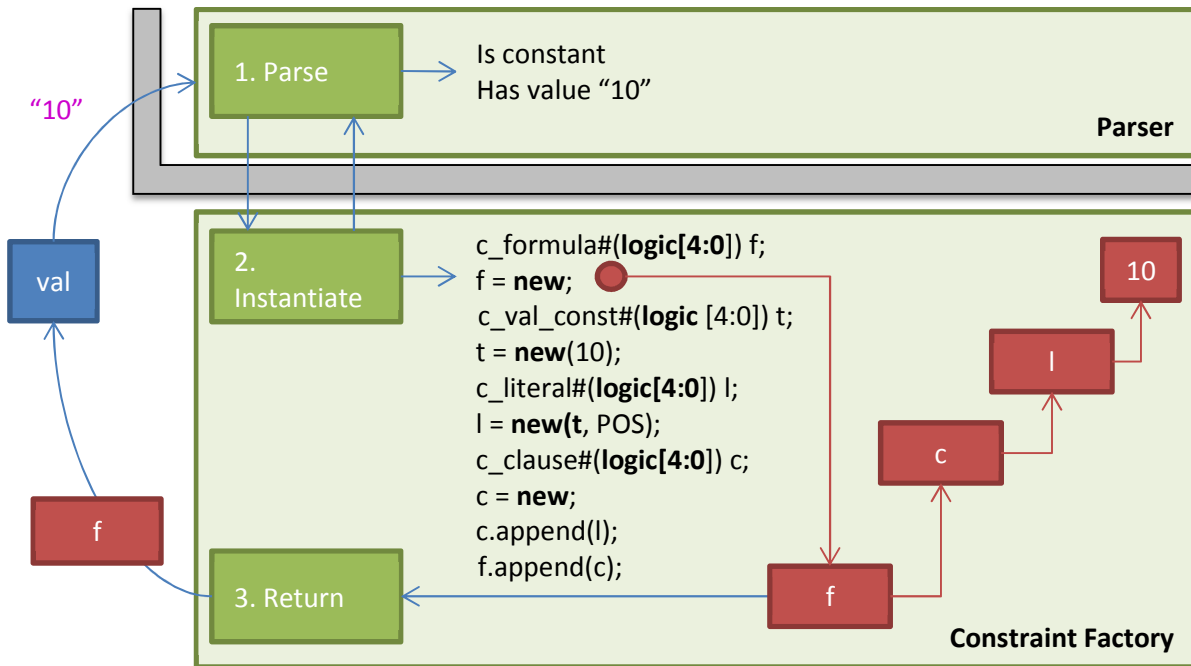 1. Parse
Is constant
Has value “10”
“10”
Parser
val
2.
Instantiate
c_formula#(logic[4:0]) f;
f = new;
c_val_const#(logic [4:0]) t;
t = new(10);
c_literal#(logic[4:0]) l;
l = new(t, POS);
c_clause#(logic[4:0]) c;
c = new;
c.append(l);
f.append(c);
10
l
c
f
f
3. Return
Constraint Factory